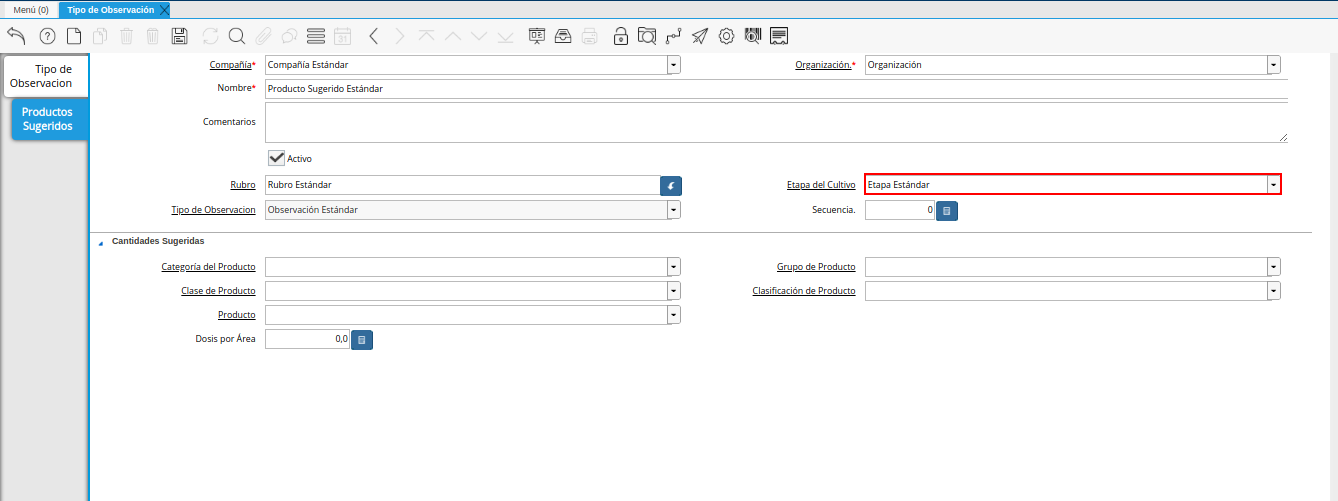 Menú (0)
Tipo de Observación
Tipo de
Observacion
Productos
Sugeridos
Compañía* Compañía Estándar
Organización.* Organización
Nombre* Producto Sugerido Estándar
Comentarios
Activo
Rubro Rubro Estándar
Etapa del Cultivo Etapa Estándar
Tipo de Observacion Observación Estándar
Secuencia. 0
Cantidades Sugeridas
Categoría del Producto
Grupo de Producto
Clase de Producto
Clasificación de Producto
Producto
Dosis por Área 0,0